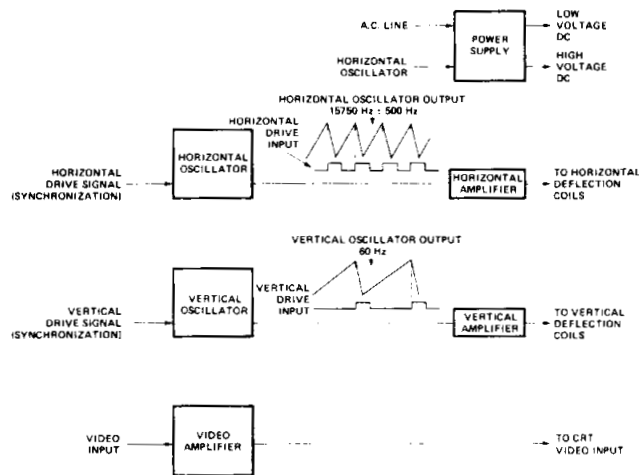 A.C. LINE
POWER
SUPPLY
LOW
VOLTAGE
DC
HORIZONTAL
OSCILLATOR
HIGH
VOLTAGE
DC
HORIZONTAL OSCILLATOR OUTPUT
15750 Hz ± 500 Hz
HORIZONTAL
DRIVE
INPUT
HORIZONTAL
OSCILLATOR
HORIZONTAL
DRIVE SIGNAL
(SYNCHRONIZATION)
HORIZONTAL
AMPLIFIER
TO HORIZONTAL
DEFLECTION
COILS
VERTICAL OSCILLATOR OUTPUT
60 Hz
VERTICAL
DRIVE
INPUT
VERTICAL
OSCILLATOR
VERTICAL
DRIVE SIGNAL
(SYNCHRONIZATION)
VERTICAL
AMPLIFIER
TO VERTICAL
DEFLECTION
COILS
VIDEO
INPUT
VIDEO
AMPLIFIER
TO CRT
VIDEO INPUT